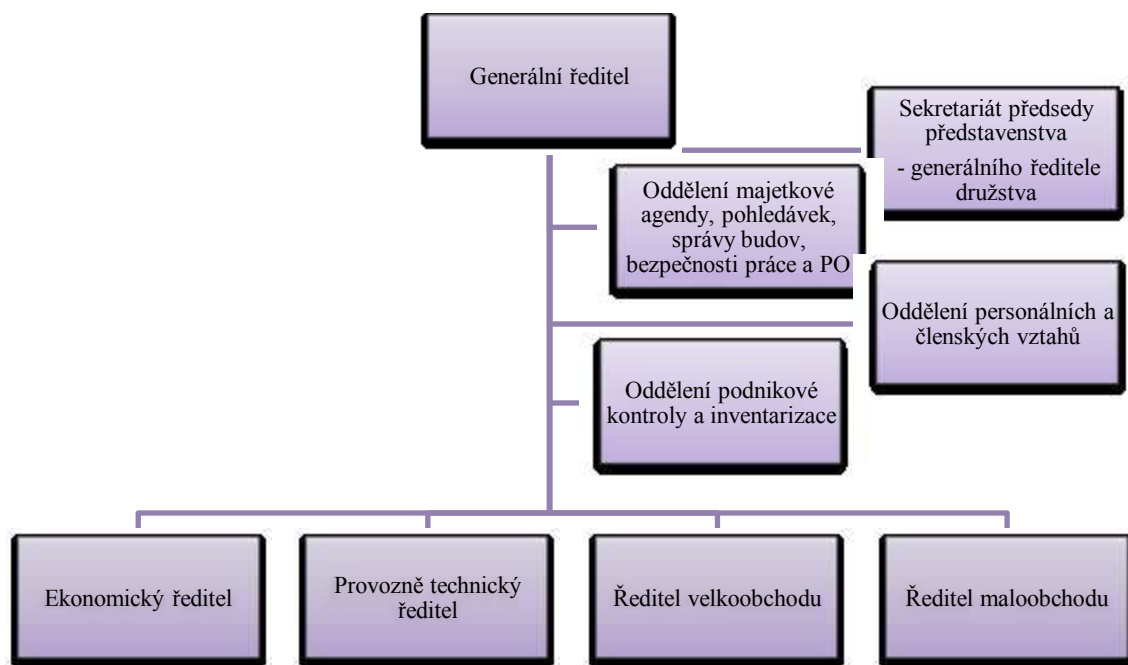 Generální ředitel
Sekretariát předsedy
představenstva
- generálního ředitele
družstva
Oddělení majetkové
agendy, pohledávek,
správy budov,
bezpečnosti práce a PO
Oddělení personálních a
členských vztahů
Oddělení podnikové
kontroly a inventarizace
Ekonomický ředitel
Provozně technický
ředitel
Ředitel velkoobchodu
Ředitel maloobchodu